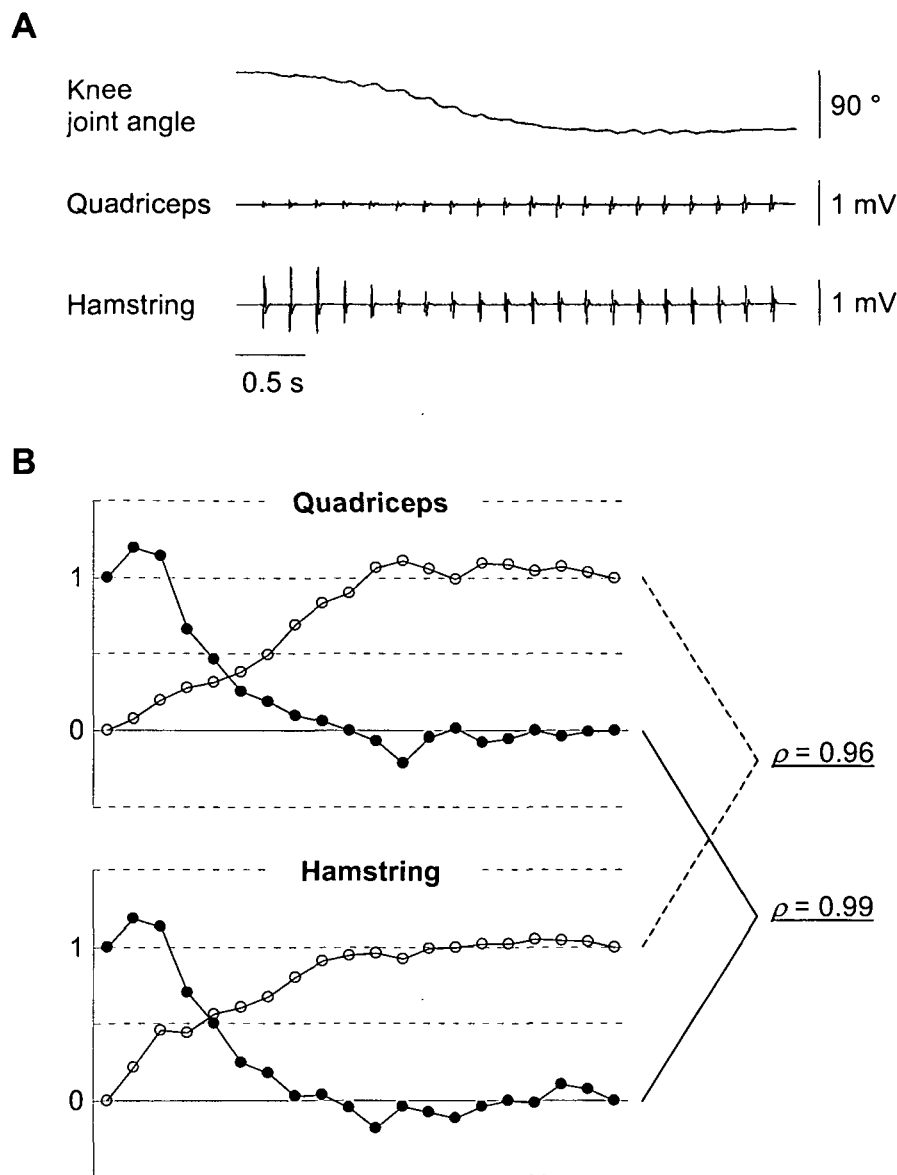 A
Knee
joint angle
90 °
Quadriceps
1 mV
Hamstring
1 mV
0.5 s
B
Quadriceps
1
0
ρ = 0.96
Hamstring
ρ = 0.99
1
0